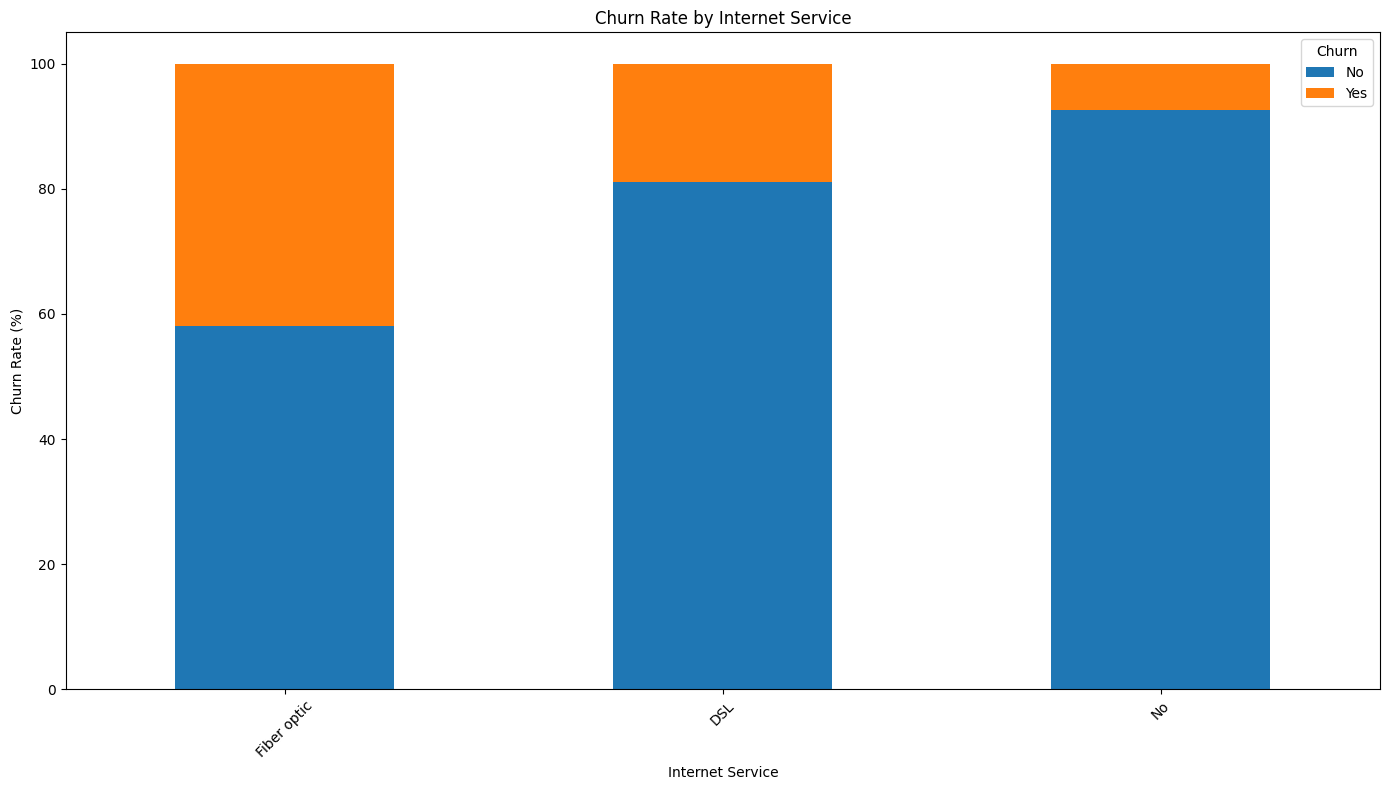 Churn Rate by Internet Service
Churn
No
Yes
100
80
60
40
20
0
Churn Rate (%)
Fiber optic
DSL
No
Internet Service